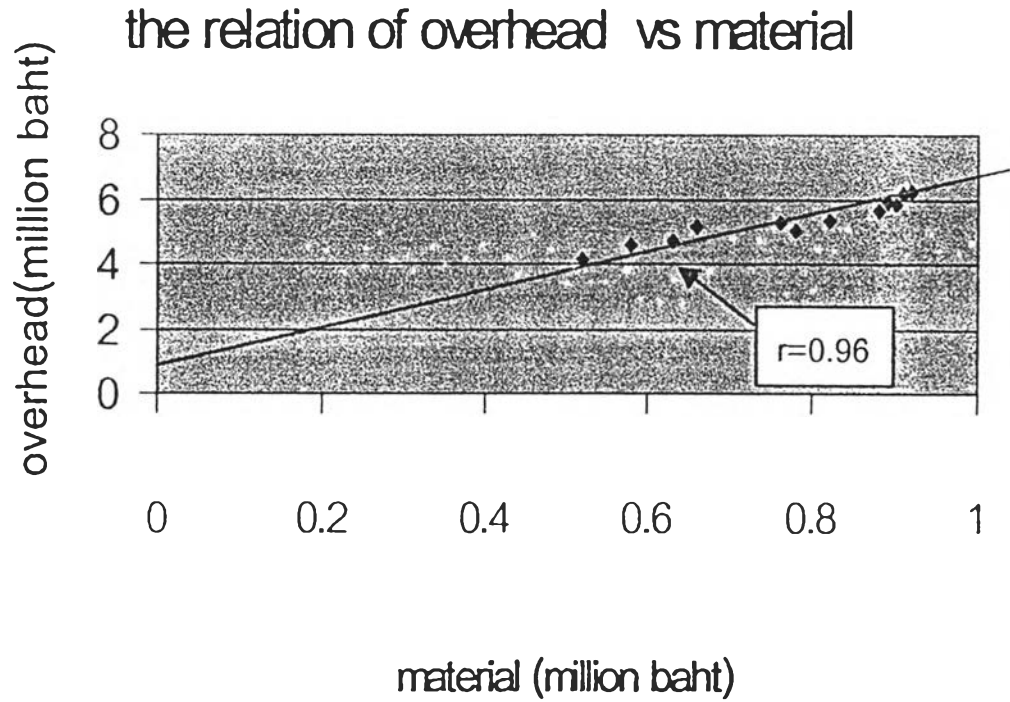 the relation of overhead vs material
overhead(million baht)
8
6
4
2
0
r=0.96
0 0.2 0.4 0.6 0.8 1
material (million baht)